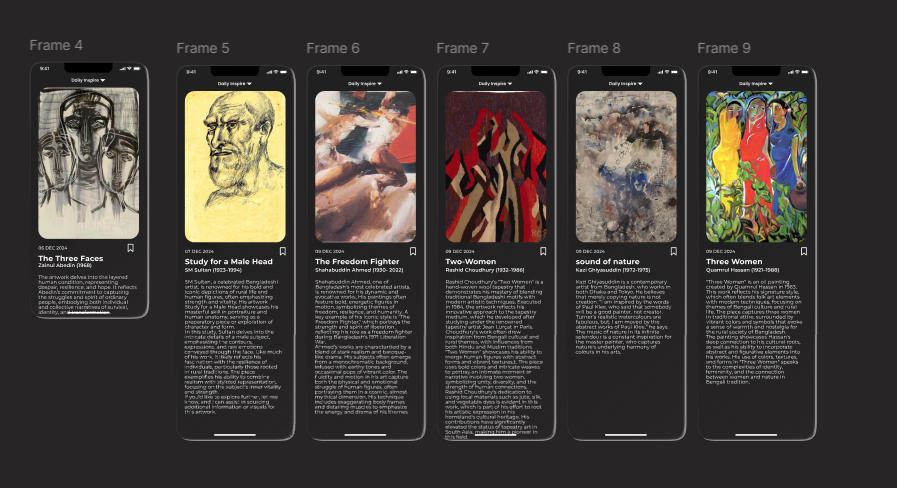 Frame 4
9:41
Daily Inspire
06 DEC 2024
The Three Faces
Zainul Abedin (1968)
The artwork delves into the layered
human condition, representing
despair, resilience, and hope. It reflects
Abedin's commitment to capturing
the struggles and spirit of ordinary
people, embodying both individual
and collective narratives of survival,
identity, and
Frame 5
9:41
Daily Inspire
07 DEC 2024
Study for a Male Head
SM Sultan (1923-1994)
SM Sultan, a celebrated Bangladeshi
artist, is renowned for his bold and
iconic depictions of rural life and
human figures, often emphasizing
strength and vitality. His artwork
Study for a Male Head showcases his
masterful skill in portraiture and
human anatomy, serving as a
preparatory piece or exploration of
character and form.
In this study, Sultan delves into the
intricate details of a male subject,
emphasizing the contours,
expressions, and raw emotions
conveyed through the face. Like much
of his work, it likely reflects his
fascination with the resilience of
individuals, particularly those rooted
in rural traditions. The piece
exemplifies his ability to combine
realism with stylized representation,
focusing on the subject's inner vitality
and strength.
If you'd like to explore further, let me
know, and I can assist in sourcing
additional information or visuals for
this artwork.
Frame 6
9:41
Daily Inspire
09 DEC 2024
The Freedom Fighter
Shahabuddin Ahmed (1930- 2022)
Shahabuddin Ahmed, one of
Bangladesh's most celebrated artists,
is renowned for his dynamic and
evocative works. His paintings often
feature bold, energetic figures in
motion, symbolizing themes of
freedom, resilience, and humanity. A
key example of his iconic style is "The
Freedom Fighter," which portrays the
strength and spirit of liberation,
reflecting his role as a freedom fighter
during Bangladesh's 1971 Liberation
War.
Ahmed's works are characterized by a
blend of stark realism and baroque-
like drama. His subjects often emerge
from a monochromatic background,
infused with earthy tones and
occasional pops of vibrant color. The
fluidity and motion in his art capture
both the physical and emotional
struggle of human figures, often
portraying them in a cosmic, almost
mythical dimension. His technique
includes exaggerating body frames
and detailing muscles to emphasize
the energy and drama of his themes
Frame 7
9:41
Daily Inspire
09 DEC 2024
Two-Women
Rashid Choudhury (1932-1986)
Rashid Choudhury's "Two Women" is a
hand-woven wool tapestry that
demonstrates his mastery of blending
traditional Bangladeshi motifs with
modern artistic techniques. Executed
in 1984, the artwork reflects his
innovative approach to the tapestry
medium, which he developed after
studying under the renowned
tapestry artist Jean Lurçat in Paris.
Choudhury's work often drew
inspiration from Bengali cultural and
rural themes, with influences from
both Hindu and Muslim traditions.
"Two Women" showcases his ability to
merge human figures with abstract
forms and vibrant textures. The piece
uses bold colors and intricate weaves
to portray an intimate moment or
narrative involving two women,
symbolizing unity, diversity, and the
strength of human connections.
Rashid Choudhury's dedication to
using local materials such as jute, silk,
and vegetable dyes is evident in this
work, which is part of his effort to root
his artistic expression in his
homeland's cultural heritage. His
contributions have significantly
elevated the status of tapestry art in
South Asia, making him a pioneer in
this field.
Frame 8
9:41
Daily Inspire
09 DEC 2024
sound of nature
Kazi Ghiyasuddin (1972-1975)
Kazi Ghiyasuddin is a contemporary
artist from Bangladesh, who works in
both Dhaka and Tokyo. He believes
that merely copying nature is not
creation. "I am inspired by the words
of Paul Klee, who said that somebody
will be a good painter, not creator.
Turner's realistic watercolours are
fabulous, but, I am moved by the
abstract works of Paul Klee," he says.
The music of nature in its infinite
splendour is a constant inspiration for
the master painter, who captures
nature's underlying harmony of
colours in his arts.
Frame 9
9:41
Daily Inspire
09 DEC 2024
Three Women
Quamrul Hassan (1921-1988)
"Three Women" is an oil painting
created by Quamrul Hassan in 1983,
This work reflects his signature style,
which often blends folk art elements
with modern techniques, focusing on
themes of rural Bangladesh and its
life. The piece captures three women
in traditional attire, surrounded by
vibrant colors and symbols that evoke
a sense of warmth and nostalgia for
the rural society of Bangladesh.
The painting showcases Hassan's
deep connection to his cultural roots,
as well as his ability to incorporate
abstract and figurative elements into
his works. His use of colors, textures,
and forms in "Three Women" speaks
to the complexities of identity,
femininity, and the connection
between women and nature in
Bengali tradition.